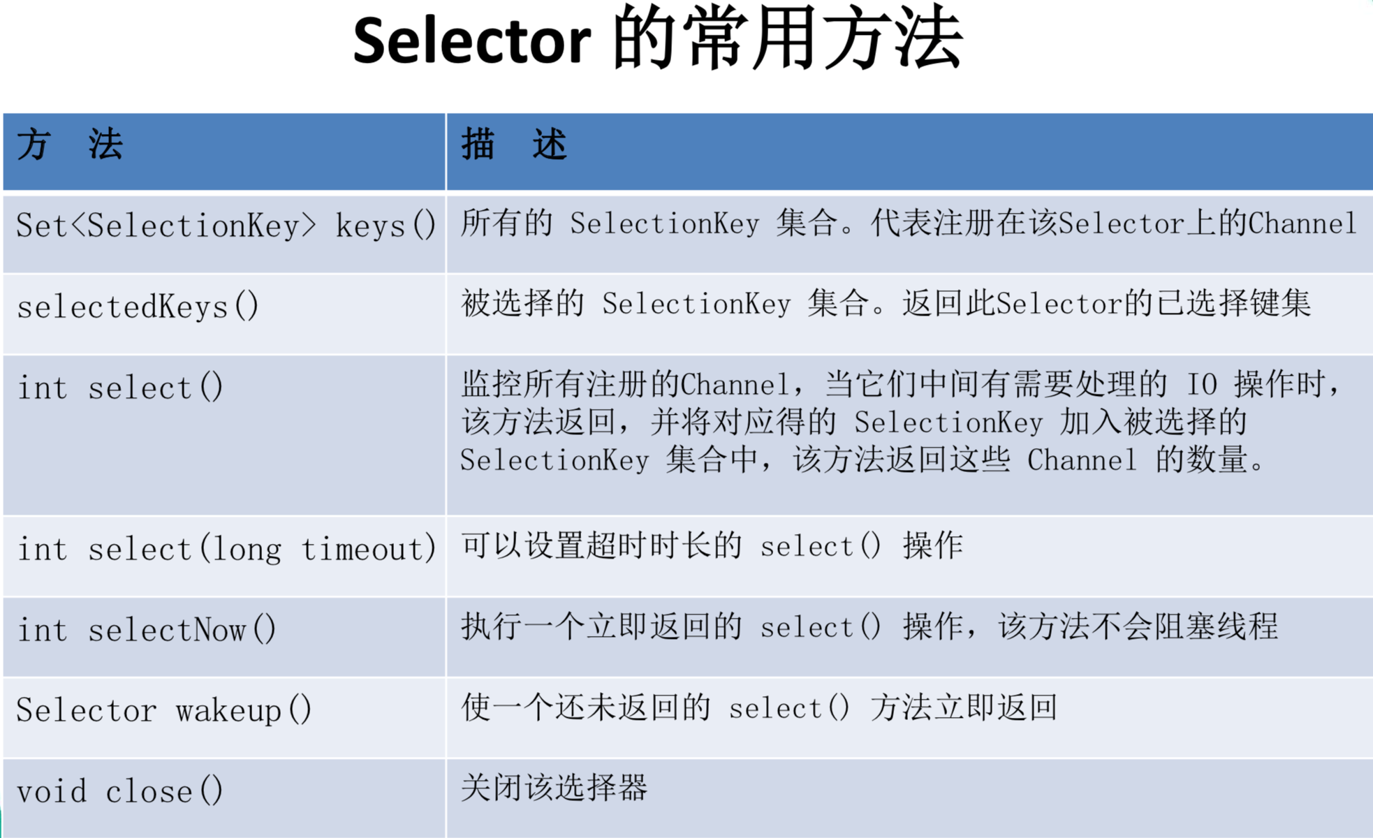 Selector 的常用方法
方 法
描 述
Set<SelectionKey> keys()
所有的 SelectionKey 集合。代表注册在该Selector上的Channel
selectedKeys()
被选择的 SelectionKey 集合。返回此Selector的已选择键集
int select()
监控所有注册的Channel，当它们中间有需要处理的 IO 操作时，
该方法返回，并将对应得的 SelectionKey 加入被选择的
SelectionKey 集合中，该方法返回这些 Channel 的数量。
int select(long timeout)
可以设置超时时长的 select() 操作
int selectNow()
执行一个立即返回的 select() 操作，该方法不会阻塞线程
Selector wakeup()
使一个还未返回的 select() 方法立即返回
void close()
关闭该选择器